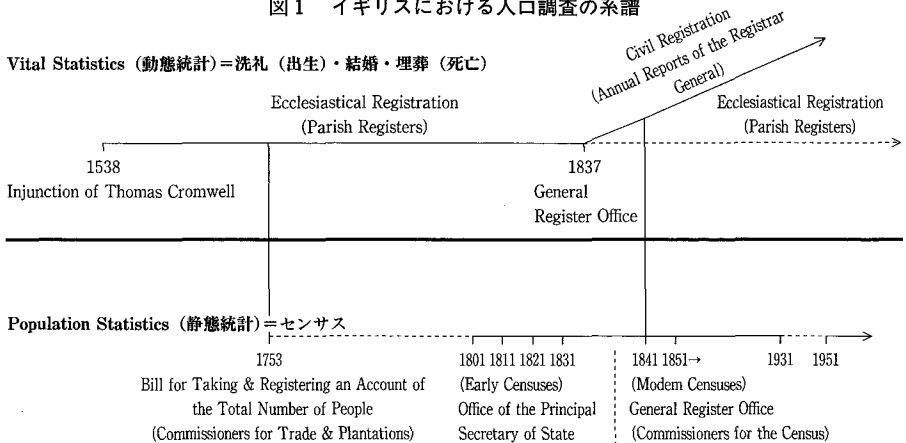 図1 イギリスにおける人口調査の系譜
Civil Registration
(Annual Reports of the Registrar
General)
Vital Statistics (動態統計)=洗礼(出生)・結婚・埋葬(死亡)
Ecclesiastical Registration
(Parish Registers)
Ecclesiastical Registration
(Parish Registers)
1538
Injunction of Thomas Cromwell
1837
General
Register Office
Population Statistics (静態統計)=センサス
1753
Bill for Taking & Registering an Account of
the Total Number of People
(Commissioners for Trade & Plantations)
1801 1811 1821 1831
(Early Censuses)
Office of the Principal
Secretary of State
1841 1851→
1931
1951
(Modern Censuses)
General Register Office
(Commissioners for the Census)